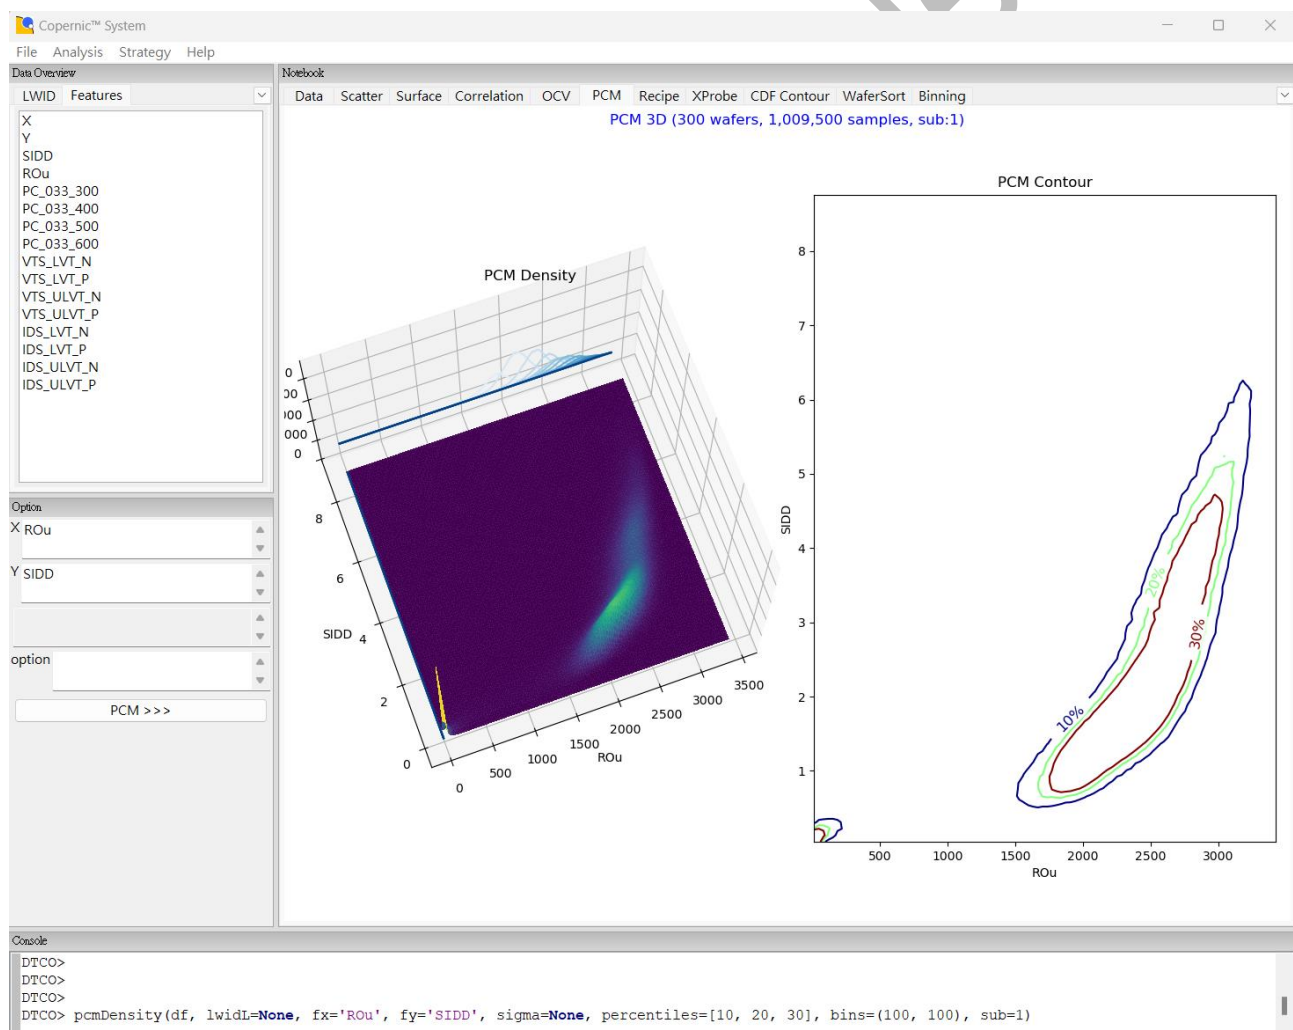 Copernic™ System
File Analysis Strategy Help
Data Overview
LWID Features
X
Y
SIDD
ROu
PC_033_300
PC_033_400
PC_033_500
PC_033_600
VTS_LVT_N
VTS_LVT_P
VTS_ULVT_N
VTS_ULVT_P
IDS_LVT_N
IDS_LVT_P
IDS_ULVT_N
IDS_ULVT_P
Option
X ROu
Y SIDD
option
PCM >>>
Notebook
Data Scatter Surface Correlation OCV PCM Recipe XProbe CDF Contour WaferSort Binning
PCM 3D (300 wafers, 1,009,500 samples, sub:1)
PCM Density
0
00
000
000
0
8
6
SIDD 4
2
0
0
500
1000
1500
2000
2500
3000
3500
ROu
PCM Contour
8
7
6
5
4
3
2
1
SIDD
20%
30%
10%
500 1000 1500 2000 2500 3000
ROu
Console
DTCO>
DTCO>
DTCO>
DTCO> pcmDensity(df, lwidL=None, fx='ROu', fy='SIDD', sigma=None, percentiles=[10, 20, 30], bins=(100, 100), sub=1)